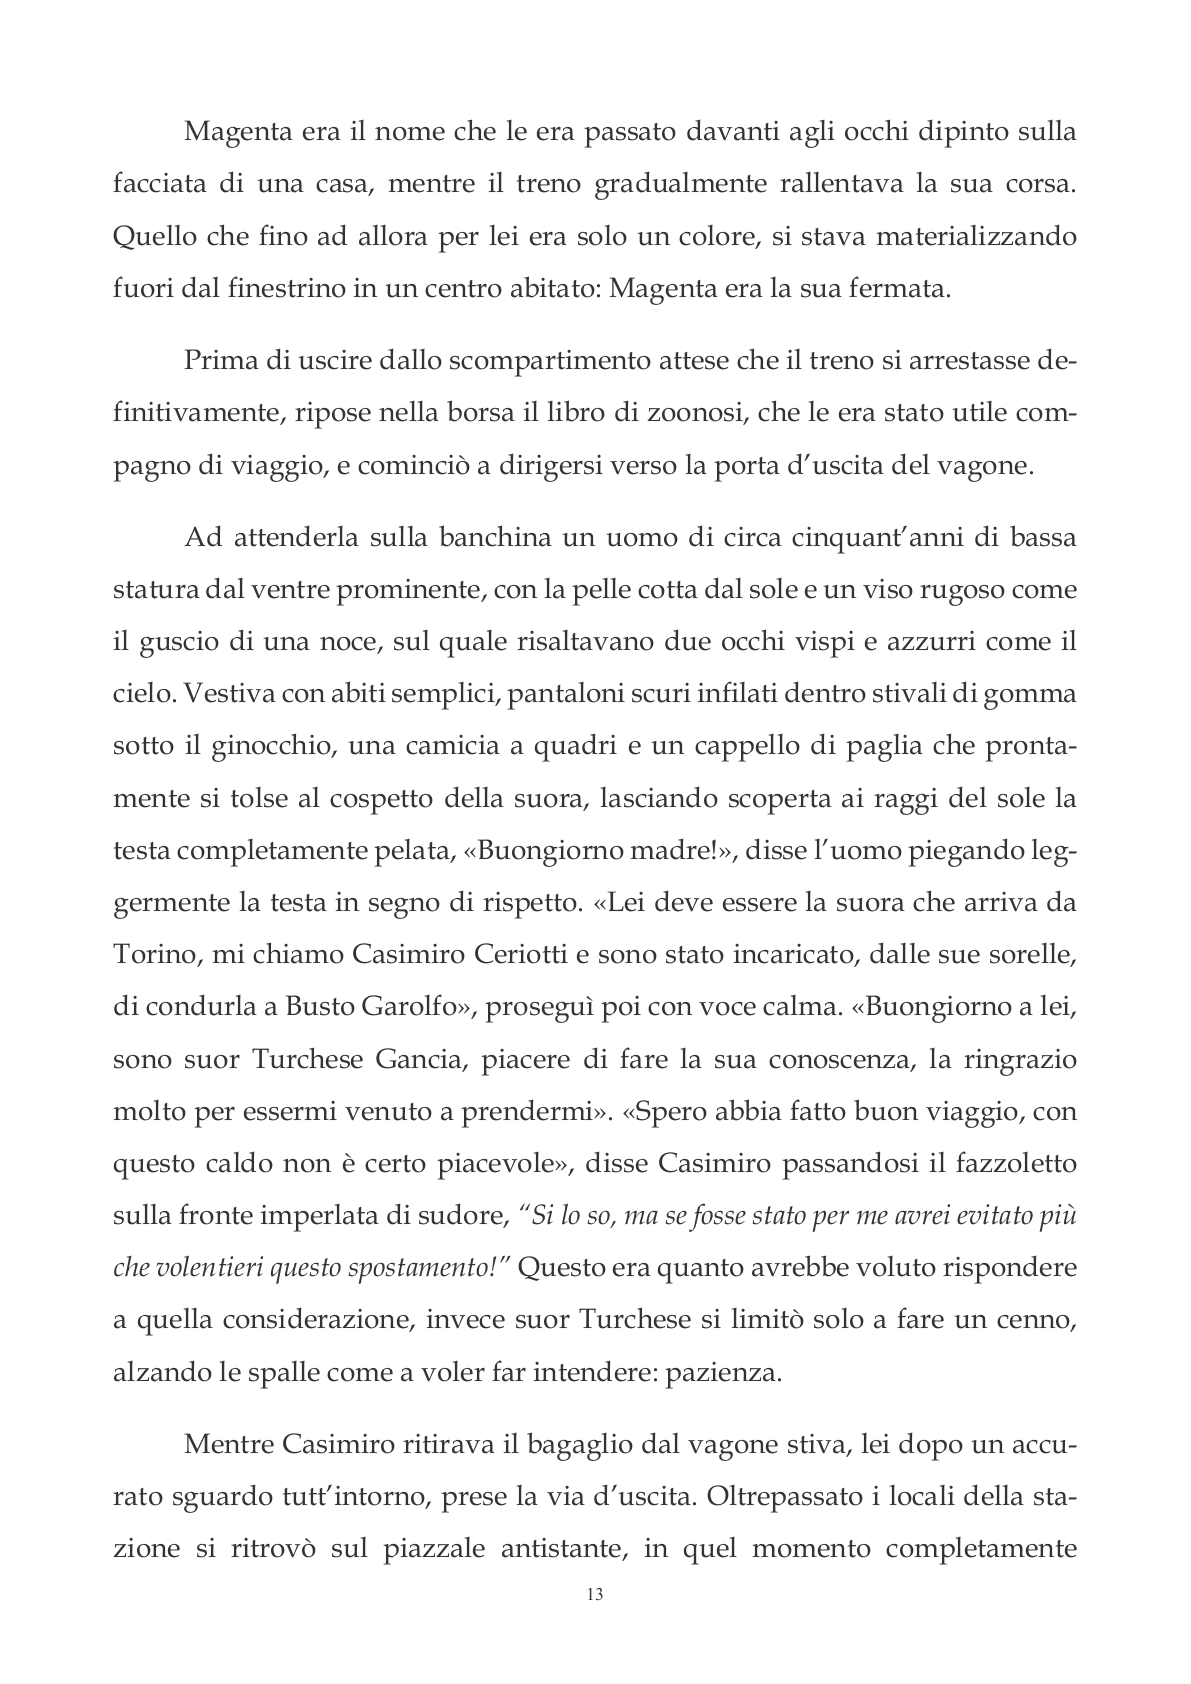 Magenta era il nome che le era passato davanti agli occhi dipinto sulla
facciata di una casa, mentre il treno gradualmente rallentava la sua corsa.
Quello che fino ad allora per lei era solo un colore, si stava materializzando
fuori dal finestrino in un centro abitato: Magenta era la sua fermata.
Prima di uscire dallo scompartimento attese che il treno si arrestasse de-
finitivamente, ripose nella borsa il libro di zoonosi, che le era stato utile com-
pagno di viaggio, e cominciò a dirigersi verso la porta d'uscita del vagone.
Ad attenderla sulla banchina un uomo di circa cinquant'anni di bassa
statura dal ventre prominente, con la pelle cotta dal sole e un viso rugoso come
il guscio di una noce, sul quale risaltavano due occhi vispi e azzurri come il
cielo. Vestiva con abiti semplici, pantaloni scuri infilati dentro stivali di gomma
sotto il ginocchio, una camicia a quadri e un cappello di paglia che pronta-
mente si tolse al cospetto della suora, lasciando scoperta ai raggi del sole la
testa completamente pelata, «Buongiorno madre!», disse l'uomo piegando leg-
germente la testa in segno di rispetto. «Lei deve essere la suora che arriva da
Torino, mi chiamo Casimiro Ceriotti e sono stato incaricato, dalle sue sorelle,
di condurla a Busto Garolfo», proseguì poi con voce calma. «Buongiorno a lei,
sono suor Turchese Gancia, piacere di fare la sua conoscenza, la ringrazio
molto per essermi venuto a prendermi». «Spero abbia fatto buon viaggio, con
questo caldo non è certo piacevole», disse Casimiro passandosi il fazzoletto
sulla fronte imperlata di sudore, “Si lo so, ma se fosse stato per me avrei evitato più
che volentieri questo spostamento!” Questo era quanto avrebbe voluto rispondere
a quella considerazione, invece suor Turchese si limitò solo a fare un cenno,
alzando le spalle come a voler far intendere: pazienza.
Mentre Casimiro ritirava il bagaglio dal vagone stiva, lei dopo un accu-
rato sguardo tutt'intorno, prese la via d'uscita. Oltrepassato i locali della sta-
zione si ritrovò sul piazzale antistante, in quel momento completamente
13